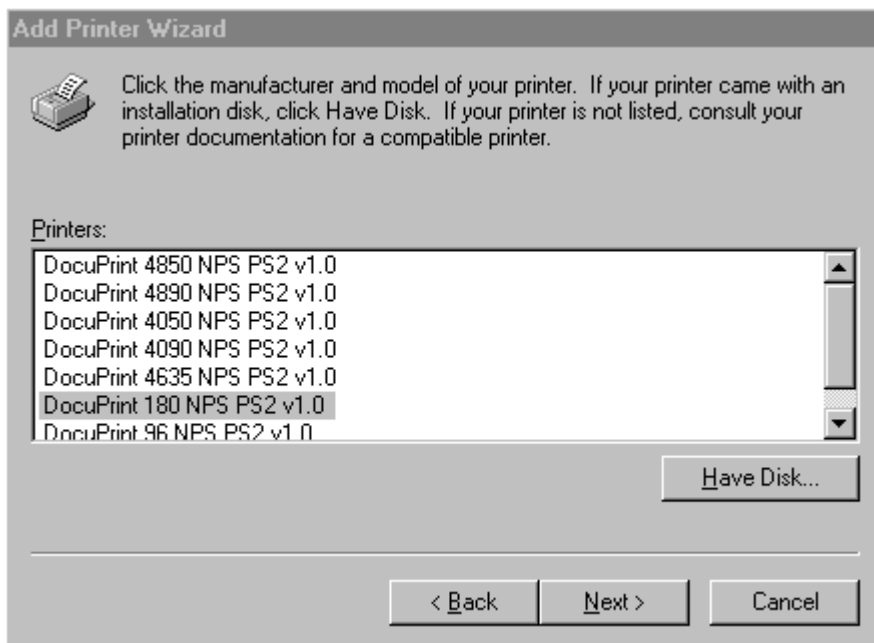 Add Printer Wizard
Click the manufacturer and model of your printer. If your printer came with an
installation disk, click Have Disk. If your printer is not listed, consult your
printer documentation for a compatible printer.
Printers:
DocuPrint 4850 NPS PS2 v1.0
DocuPrint 4890 NPS PS2 v1.0
DocuPrint 4050 NPS PS2 v1.0
DocuPrint 4090 NPS PS2 v1.0
DocuPrint 4635 NPS PS2 v1.0
DocuPrint 180 NPS PS2 v1.0
DocuPrint 96 NPS PS2 v1.0
Have Disk...
< Back
Next >
Cancel